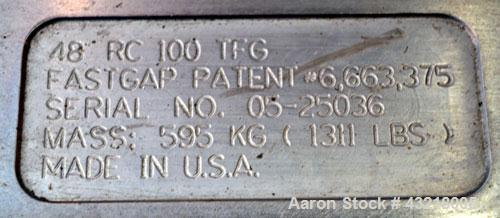 48" RC 100 TFG
FASTGAP PATENT #6,663,375
SERIAL NO. 05-25036
MASS: 595 KG ( 1311 LBS )
MADE IN U.S.A.
Aaron Stock #